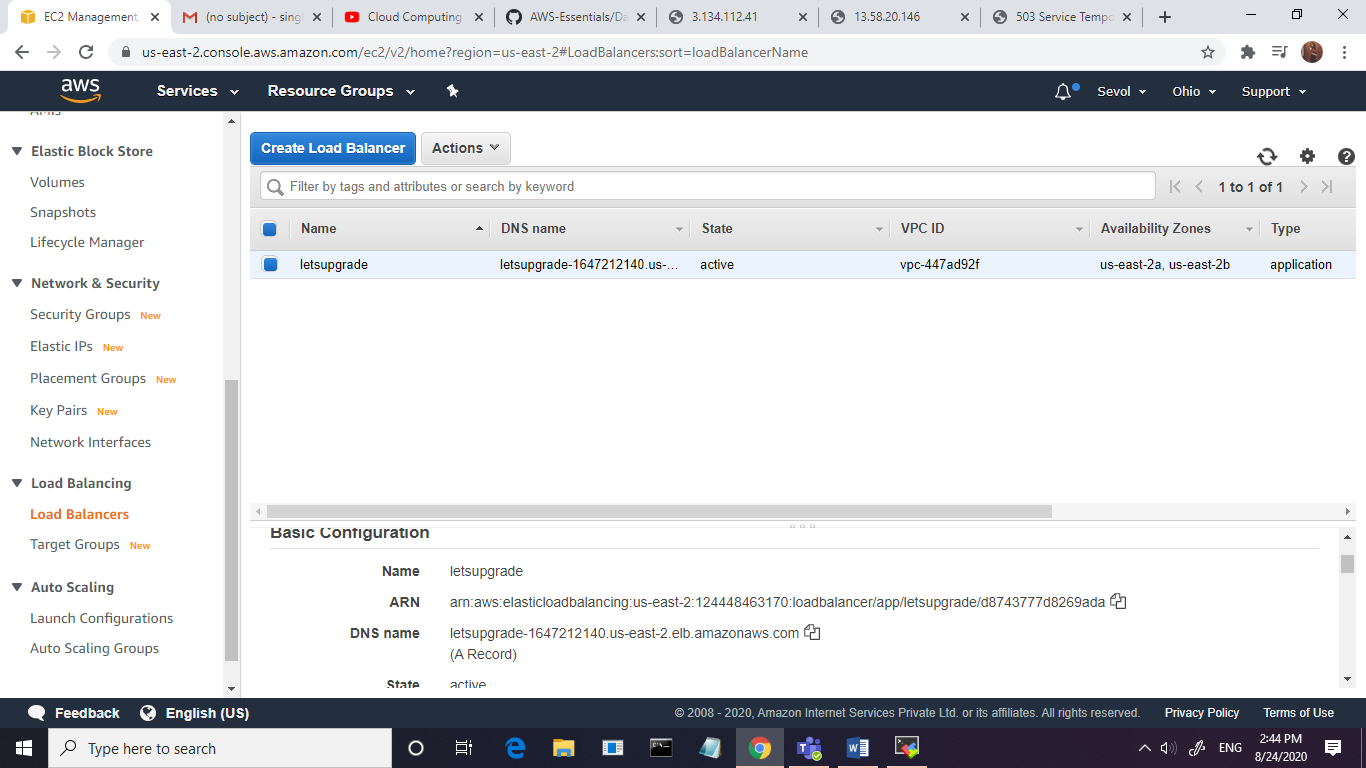 EC2 Management
(no subject) - sing
Cloud Computing
AWS-Essentials/Da
3.134.112.41
13.58.20.146
503 Service Tempo
us-east-2.console.aws.amazon.com/ec2/v2/home?region=us-east-2#LoadBalancers:sort=loadBalancerName
aws
Services
Resource Groups
Sevol
Ohio
Support
AMIs
Elastic Block Store
Volumes
Snapshots
Lifecycle Manager
Network & Security
Security Groups New
Elastic IPs New
Placement Groups New
Key Pairs New
Network Interfaces
Load Balancing
Load Balancers
Target Groups New
Auto Scaling
Launch Configurations
Auto Scaling Groups
Create Load Balancer
Actions
Filter by tags and attributes or search by keyword
1 to 1 of 1
Name DNS name State VPC ID Availability Zones Type
letsupgrade letsupgrade-1647212140.us-... active vpc-447ad92f us-east-2a, us-east-2b application
Basic Configuration
Name letsupgrade
ARN arn:aws:elasticloadbalancing:us-east-2:124448463170:loadbalancer/app/letsupgrade/d8743777d8269ada
DNS name letsupgrade-1647212140.us-east-2.elb.amazonaws.com
(A Record)
State active
Feedback
English (US)
© 2008 - 2020, Amazon Internet Services Private Ltd. or its affiliates. All rights reserved.
Privacy Policy
Terms of Use
Type here to search
ENG
2:44 PM
8/24/2020